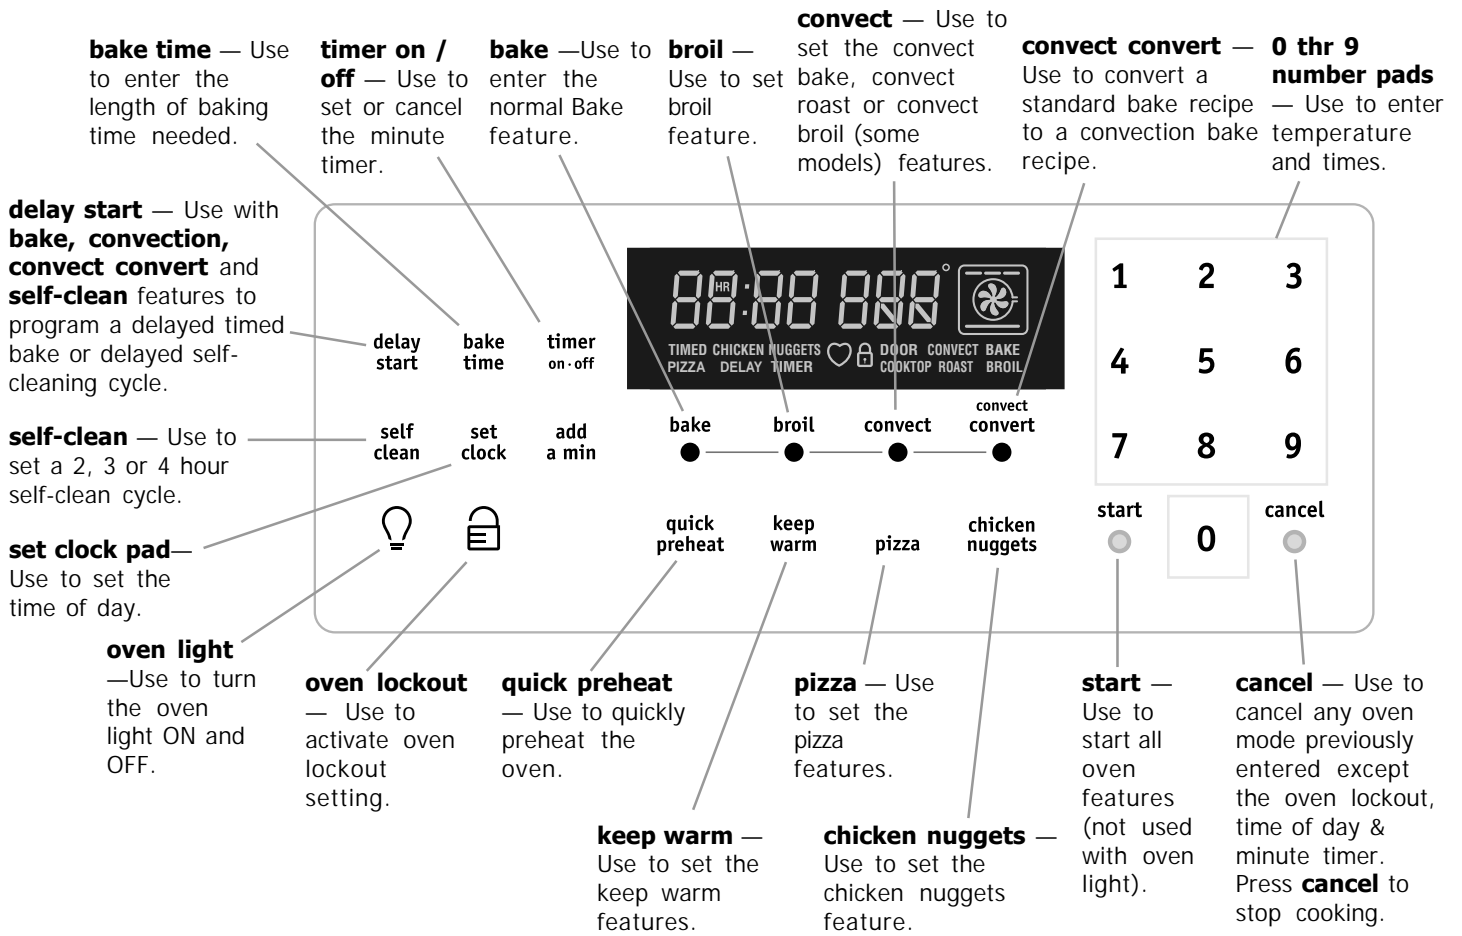 bake time — Use
to enter the
length of baking
time needed.
timer on /
off — Use to
set or cancel
the minute
timer.
bake —Use to
enter the
normal Bake
feature.
broil —
Use to set
broil
feature.
convect — Use to
set the convect
bake, convect
roast or convect
broil (some
models) features.
convect convert —
Use to convert a
standard bake recipe
to a convection bake
recipe.
0 thr 9
number pads
— Use to enter
temperature
and times.
delay start — Use with
bake, convection,
convect convert and
self-clean features to
program a delayed timed
bake or delayed self-
cleaning cycle.
self-clean — Use to
set a 2, 3 or 4 hour
self-clean cycle.
set clock pad—
Use to set the
time of day.
delay
start
bake
time
timer
on·off
self
clean
set
clock
add
a min
88:88 888°
HR
TIMED CHICKEN NUGGETS DOOR CONVECT BAKE
PIZZA DELAY TIMER COOKTOP ROAST BROIL
bake
broil
convect
convect
convert
quick
preheat
keep
warm
pizza
chicken
nuggets
1 2 3
4 5 6
7 8 9
start
0
cancel
oven light
—Use to turn
the oven
light ON and
OFF.
oven lockout
— Use to
activate oven
lockout
setting.
quick preheat
— Use to quickly
preheat the
oven.
keep warm —
Use to set the
keep warm
features.
pizza — Use
to set the
pizza
features.
chicken nuggets —
Use to set the
chicken nuggets
feature.
start —
Use to
start all
oven
features
(not used
with oven
light).
cancel — Use to
cancel any oven
mode previously
entered except
the oven lockout,
time of day &
minute timer.
Press cancel to
stop cooking.